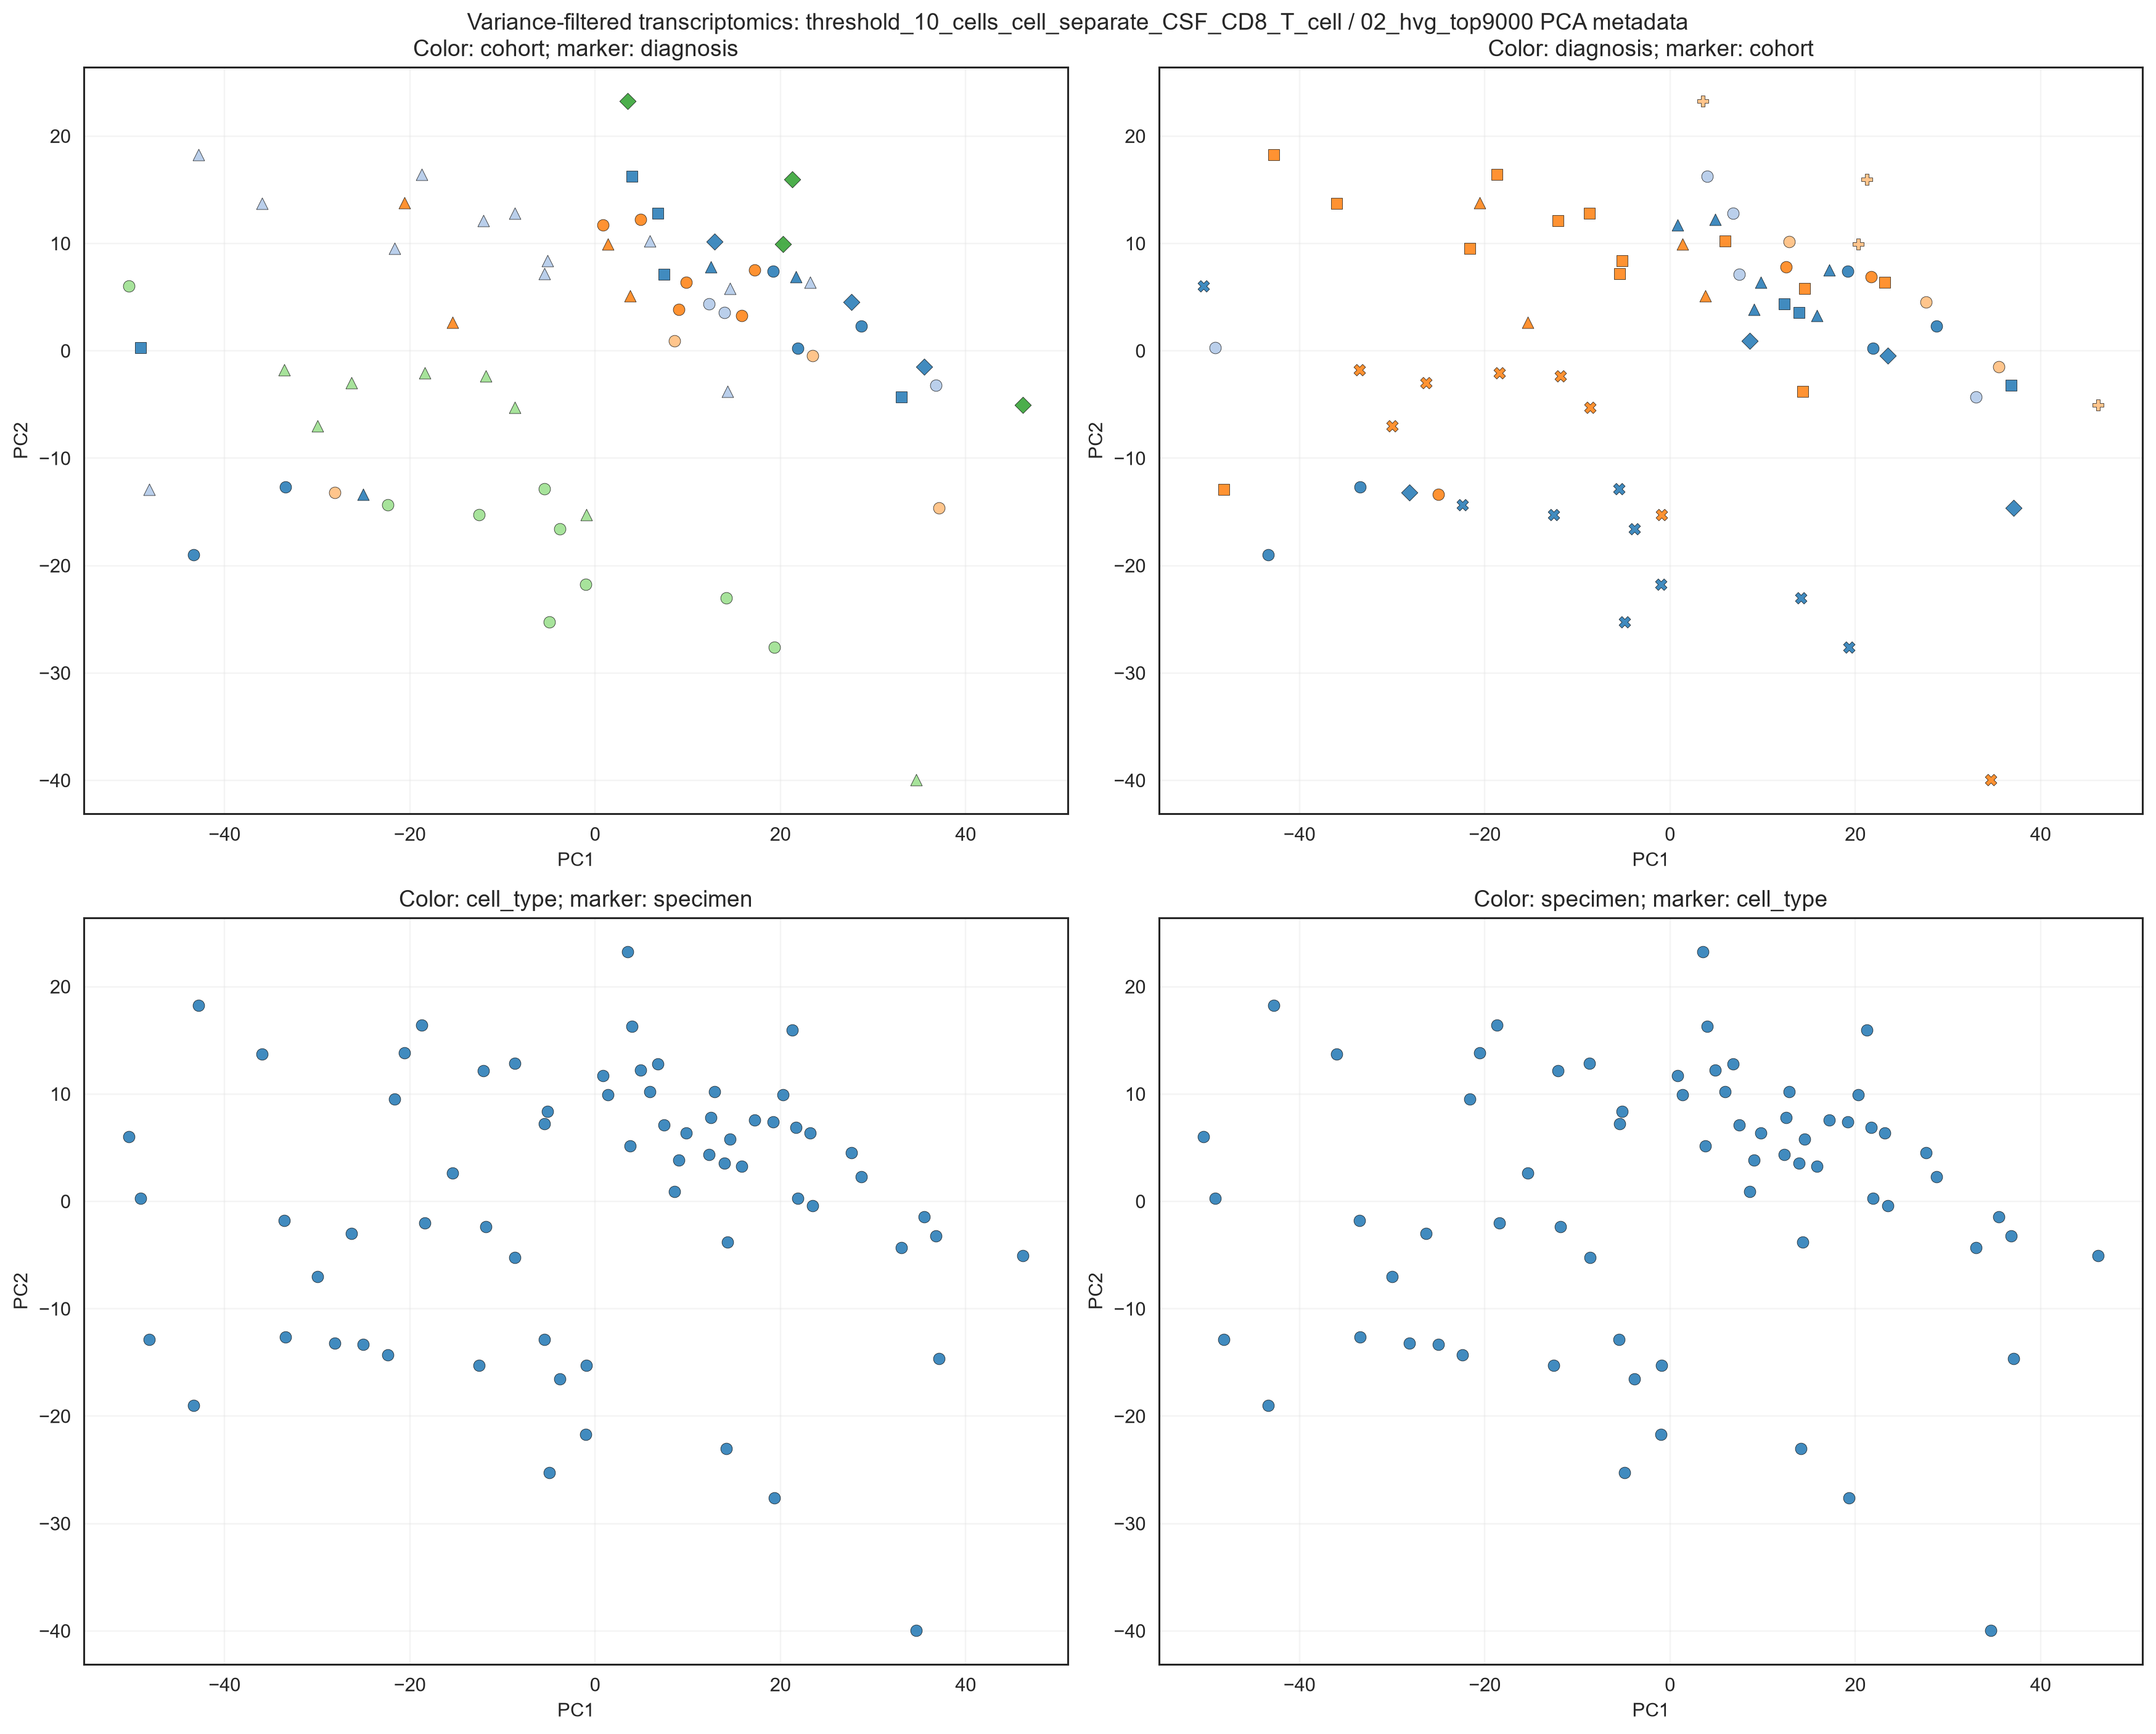 Variance-filtered transcriptomics: threshold_10_cells_cell_separate_CSF_CD8_T_cell / 02_hvg_top9000 PCA metadata
Color: cohort; marker: diagnosis
Color: diagnosis; marker: cohort
20
10
0
−10
−20
−30
−40
PC2
−40 −20 0 20 40
PC1
20
10
0
−10
−20
−30
−40
PC2
−40 −20 0 20 40
PC1
Color: cell_type; marker: specimen
Color: specimen; marker: cell_type
20
10
0
−10
−20
−30
−40
PC2
−40 −20 0 20 40
PC1
20
10
0
−10
−20
−30
−40
PC2
−40 −20 0 20 40
PC1